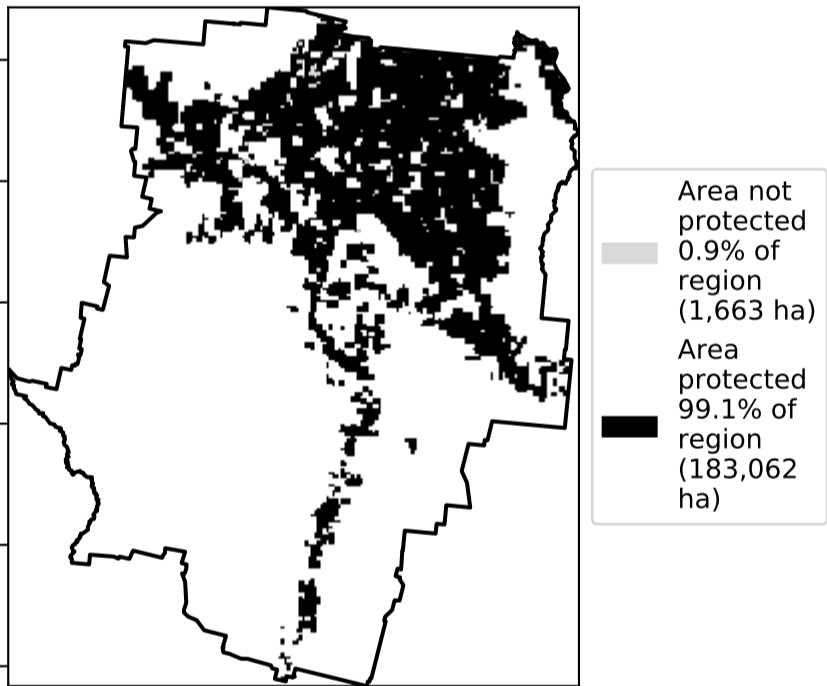 Area not
protected
0.9% of
region
(1,663 ha)
Area
protected
99.1% of
region
(183,062
ha)